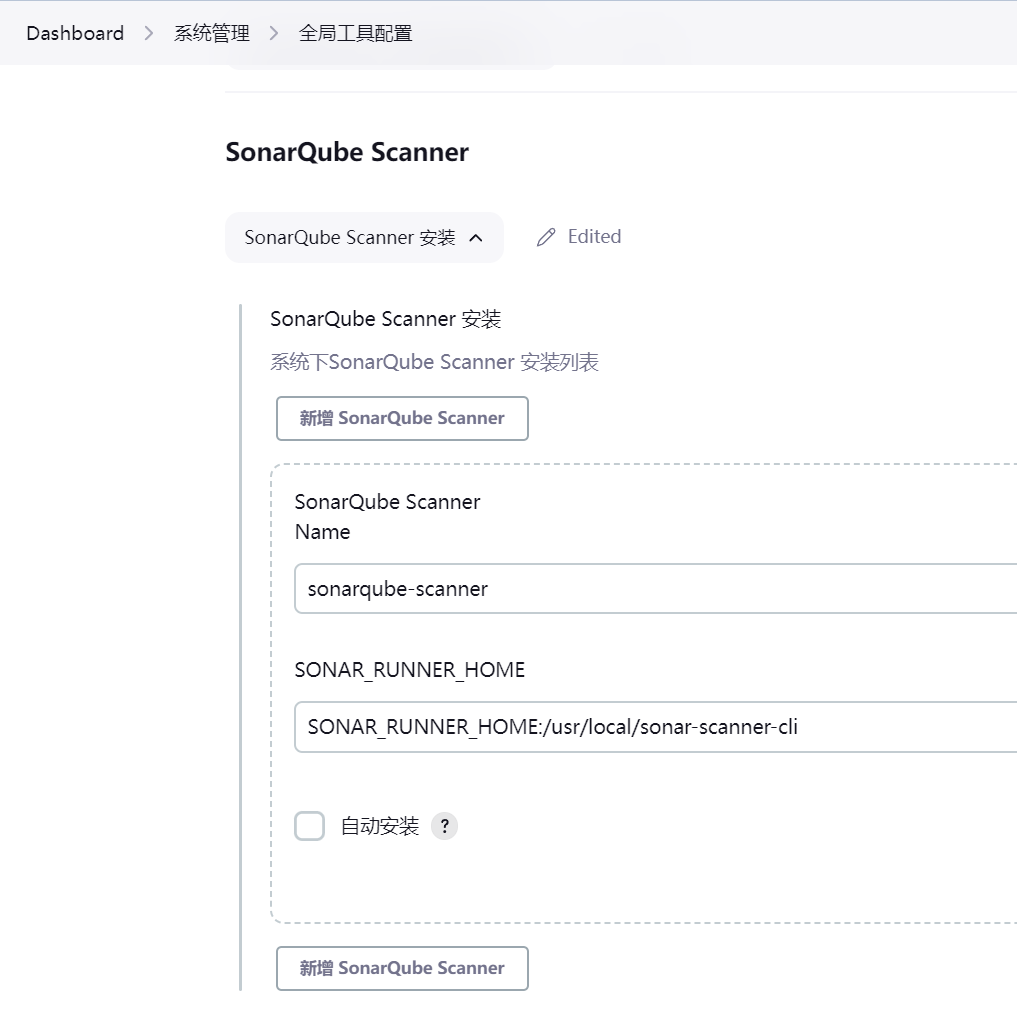 Dashboard > 系统管理 > 全局工具配置
SonarQube Scanner
SonarQube Scanner 安装 Edited
SonarQube Scanner 安装
系统下SonarQube Scanner 安装列表
新增 SonarQube Scanner
SonarQube Scanner
Name
sonarqube-scanner
SONAR_RUNNER_HOME
SONAR_RUNNER_HOME:/usr/local/sonar-scanner-cli
自动安装 ?
新增 SonarQube Scanner